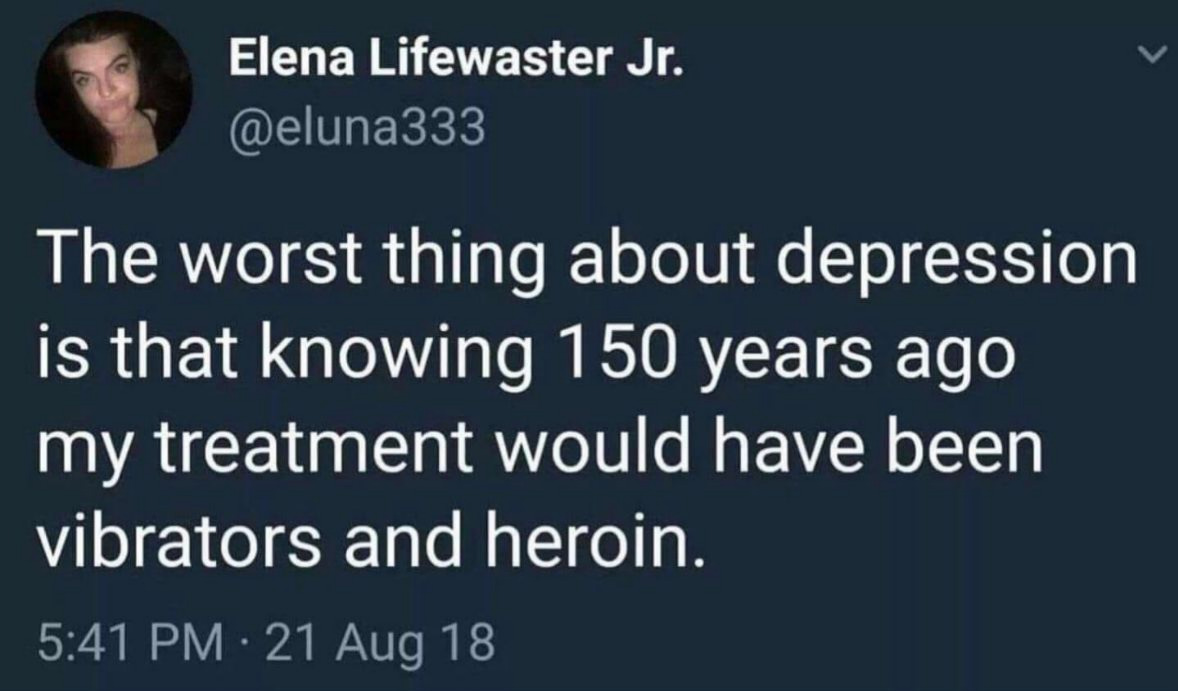 Elena Lifewaster Jr.
@eluna333
The worst thing about depression
is that knowing 150 years ago
my treatment would have been
vibrators and heroin.
5:41 PM · 21 Aug 18